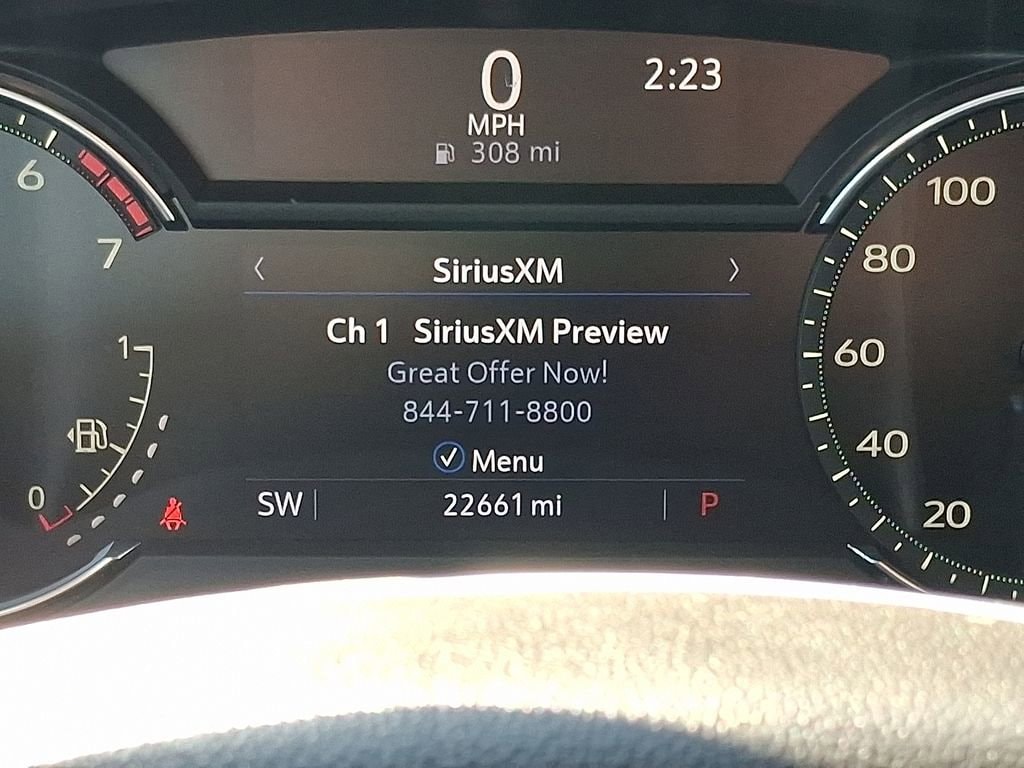 0
2:23
MPH
308 mi
6
7
1
0
< SiriusXM >
Ch 1 SiriusXM Preview
Great Offer Now!
844-711-8800
Menu
SW
22661 mi
P
100
80
60
40
20